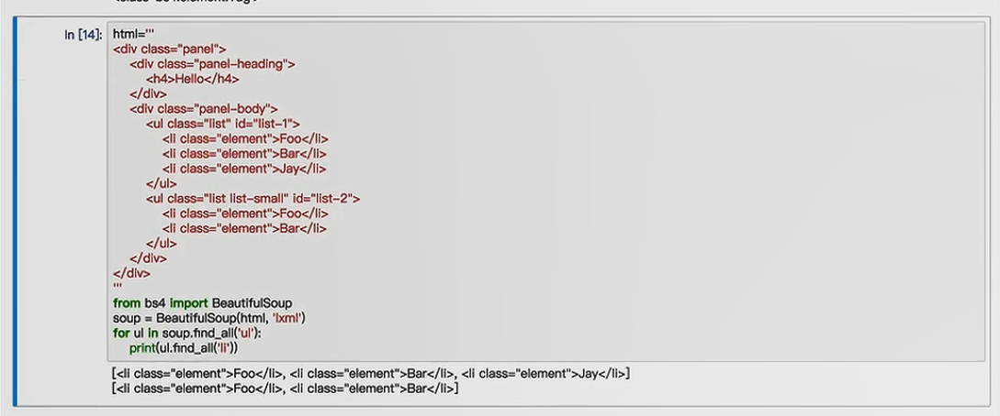 <class 'bs4.element.Tag'>
In [14]: html='''
<div class="panel">
    <div class="panel-heading">
        <h4>Hello</h4>
    </div>
    <div class="panel-body">
        <ul class="list" id="list-1">
            <li class="element">Foo</li>
            <li class="element">Bar</li>
            <li class="element">Jay</li>
        </ul>
        <ul class="list list-small" id="list-2">
            <li class="element">Foo</li>
            <li class="element">Bar</li>
        </ul>
    </div>
</div>
'''
from bs4 import BeautifulSoup
soup = BeautifulSoup(html, 'lxml')
for ul in soup.find_all('ul'):
    print(ul.find_all('li'))
[<li class="element">Foo</li>, <li class="element">Bar</li>, <li class="element">Jay</li>]
[<li class="element">Foo</li>, <li class="element">Bar</li>]